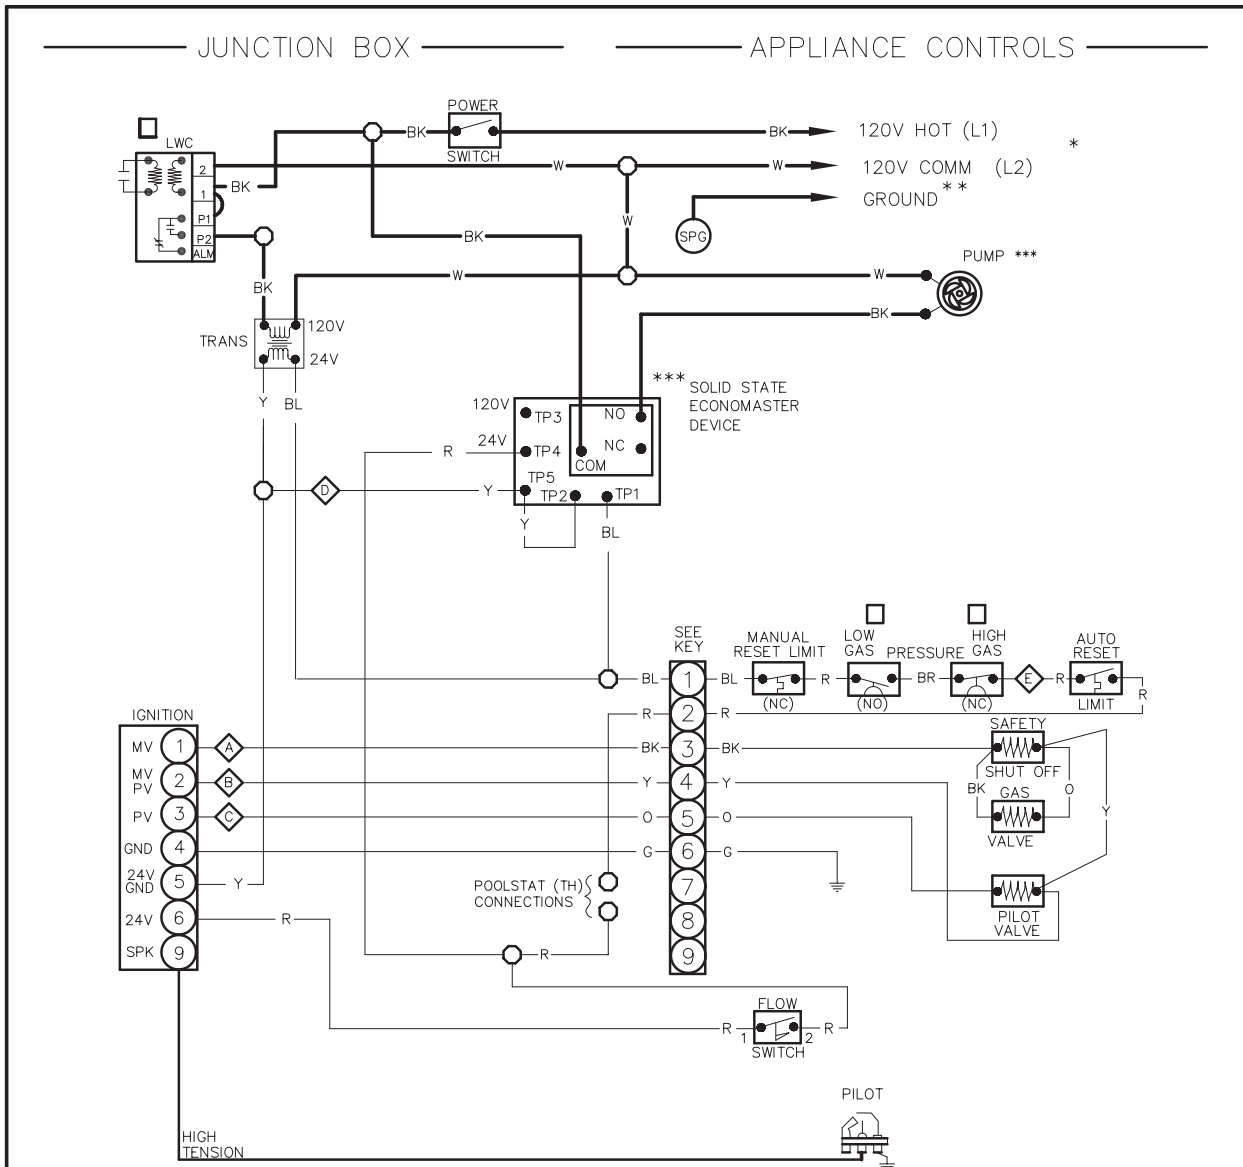 JUNCTION BOX
APPLIANCE CONTROLS
POWER
SWITCH
BK
BK
120V HOT (L1)
*
LWC
2
1
P1
P2
ALM
BK
W
W
120V COMM (L2)
GROUND **
SPG
W
BK
PUMP ***
W
W
BK
BK
TRANS
120V
24V
Y
BL
*** SOLID STATE
ECONOMASTER
DEVICE
120V
TP3
NO
24V
TP4
NC
COM
R
TP5
TP2
TP1
D
Y
Y
BL
SEE
KEY
MANUAL
RESET LIMIT
(NC)
LOW
GAS
PRESSURE
HIGH
GAS
(NO)
(NC)
AUTO
RESET
LIMIT
BL
1
BL
R
BR
E
R
R
R
2
R
IGNITION
MV
1
A
BK
3
BK
MV
PV
2
B
Y
4
Y
PV
3
C
O
5
O
GND
4
G
6
G
24V
GND
5
Y
7
24V
6
R
8
SPK
9
9
SAFETY
SHUT OFF
BK
O
Y
GAS
VALVE
PILOT
VALVE
POOLSTAT (TH)
CONNECTIONS
R
FLOW
R
1
2
R
SWITCH
PILOT
HIGH
TENSION